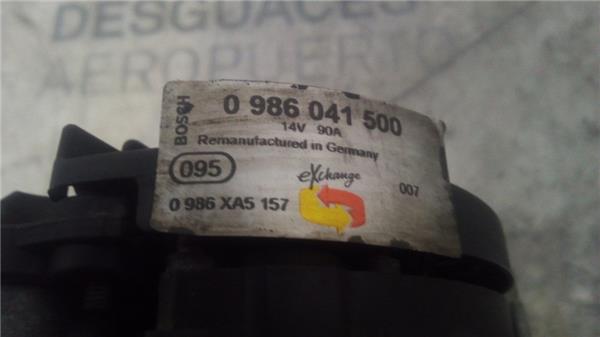 DESGUACES
AEROPUERTO
BOSCH
0 986 041 500
14V 90A
Remanufactured in Germany
095
eXchange
007
0 986 XA5 157